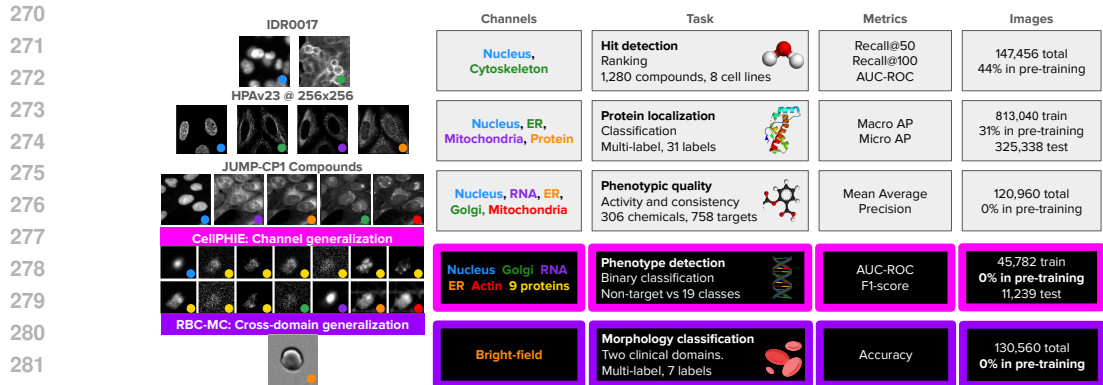 270
271
272
273
274
275
276
277
278
279
280
281
Channels
Task
Metrics
Images
IDR0017
Nucleus,
Cytoskeleton
Hit detection
Ranking
1,280 compounds, 8 cell lines
Recall@50
Recall@100
AUC-ROC
147,456 total
44% in pre-training
HPAv23 @ 256x256
Nucleus, ER,
Mitochondria, Protein
Protein localization
Classification
Multi-label, 31 labels
Macro AP
Micro AP
813,040 train
31% in pre-training
325,338 test
JUMP-CP1 Compounds
Nucleus, RNA, ER,
Golgi, Mitochondria
Phenotypic quality
Activity and consistency
306 chemicals, 758 targets
Mean Average
Precision
120,960 total
0% in pre-training
CellPHIE: Channel generalization
Nucleus Golgi RNA
ER Actin 9 proteins
Phenotype detection
Binary classification
Non-target vs 19 classes
AUC-ROC
F1-score
45,782 train
0% in pre-training
11,239 test
RBC-MC: Cross-domain generalization
Bright-field
Morphology classification
Two clinical domains.
Multi-label, 7 labels
Accuracy
130,560 total
0% in pre-training